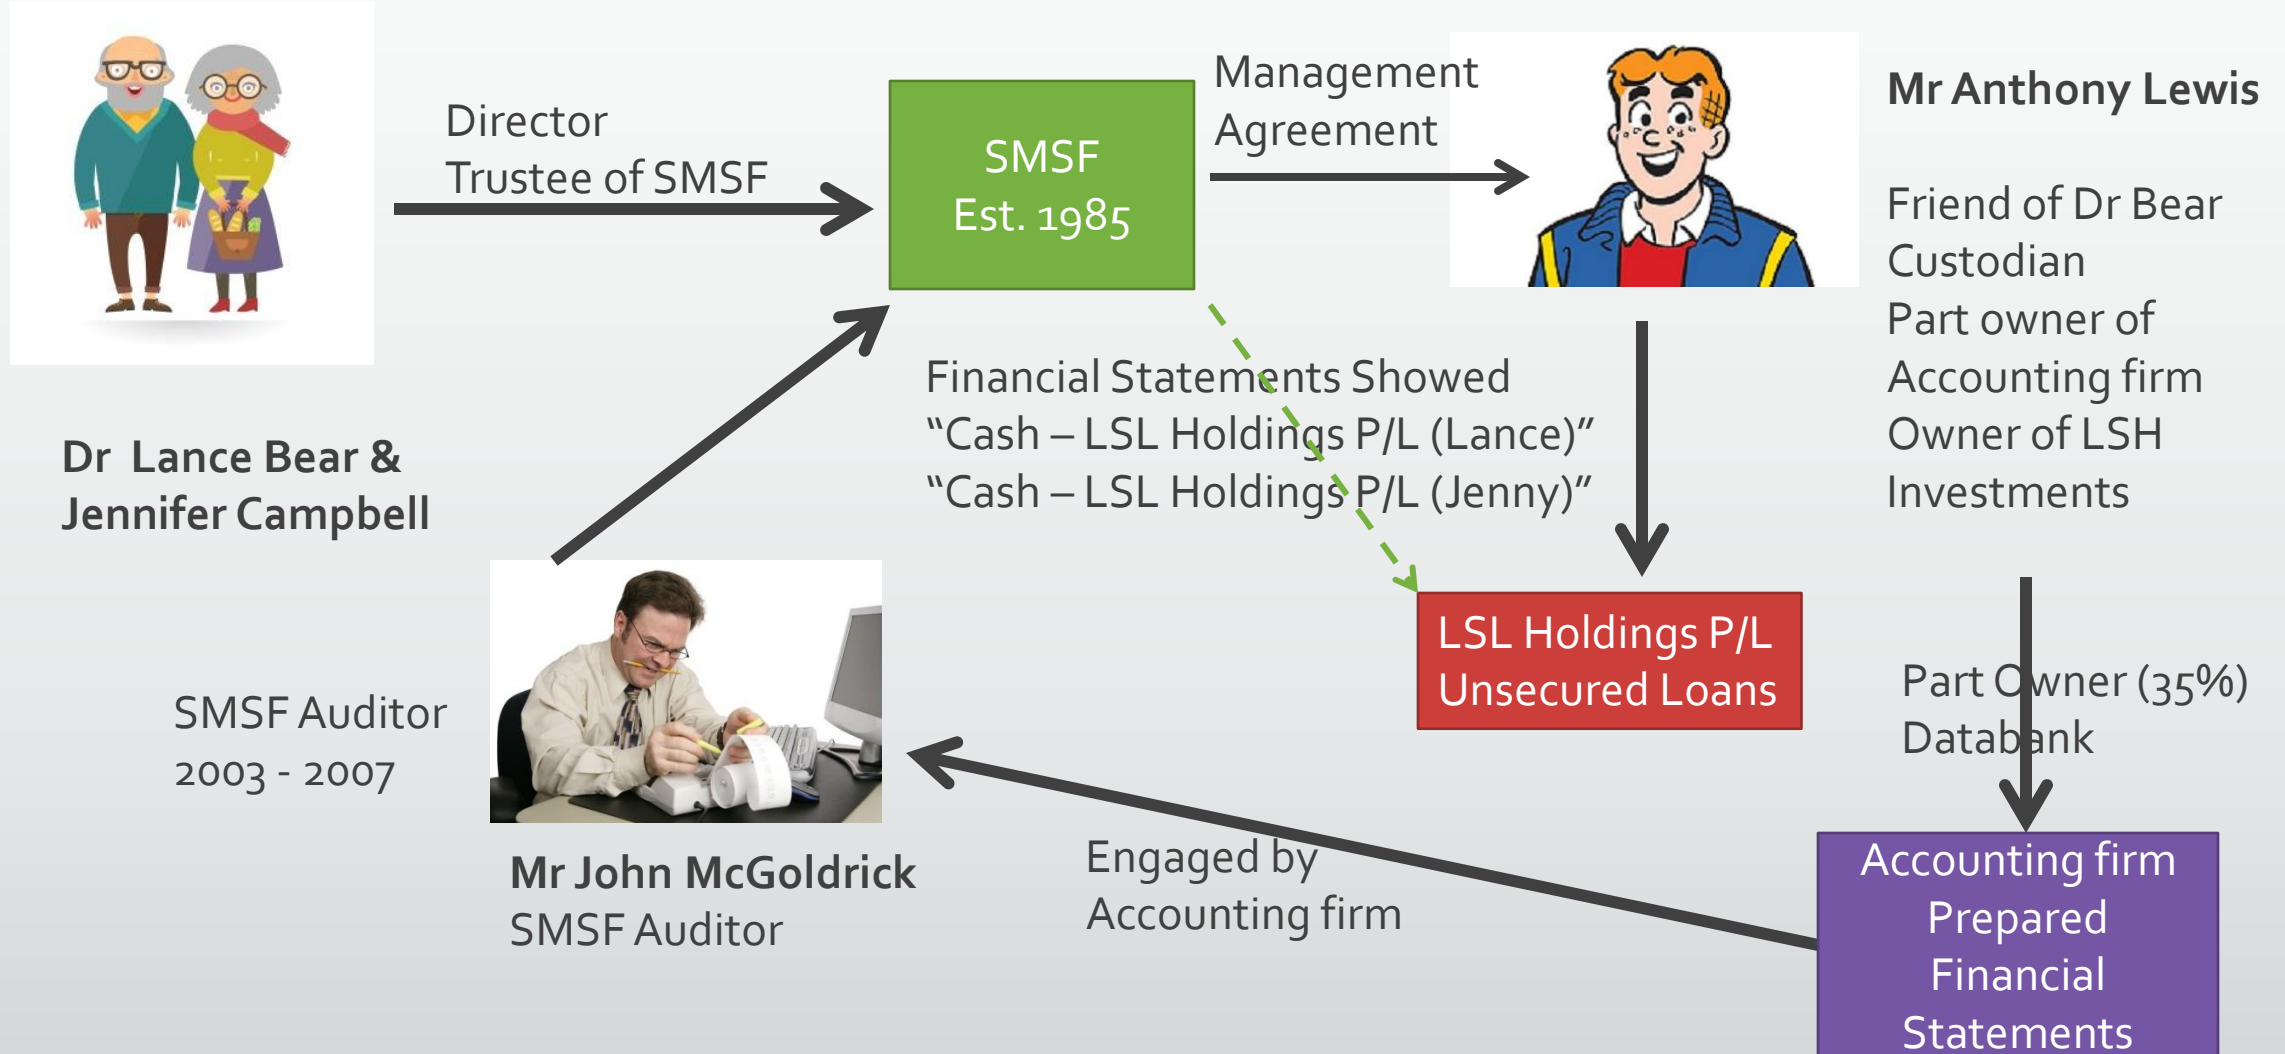 Director
Trustee of SMSF
SMSF
Est. 1985
Management
Agreement
Mr Anthony Lewis
Friend of Dr Bear
Custodian
Part owner of
Accounting firm
Owner of LSH
Investments
Dr  Lance Bear &
Jennifer Campbell
Financial Statements Showed
“Cash – LSL Holdings P/L (Lance)”
“Cash – LSL Holdings P/L (Jenny)”
LSL Holdings P/L
Unsecured Loans
SMSF Auditor
2003 - 2007
Part Owner (35%)
Databank
Mr John McGoldrick
SMSF Auditor
Engaged by
Accounting firm
Accounting firm
Prepared
Financial
Statements